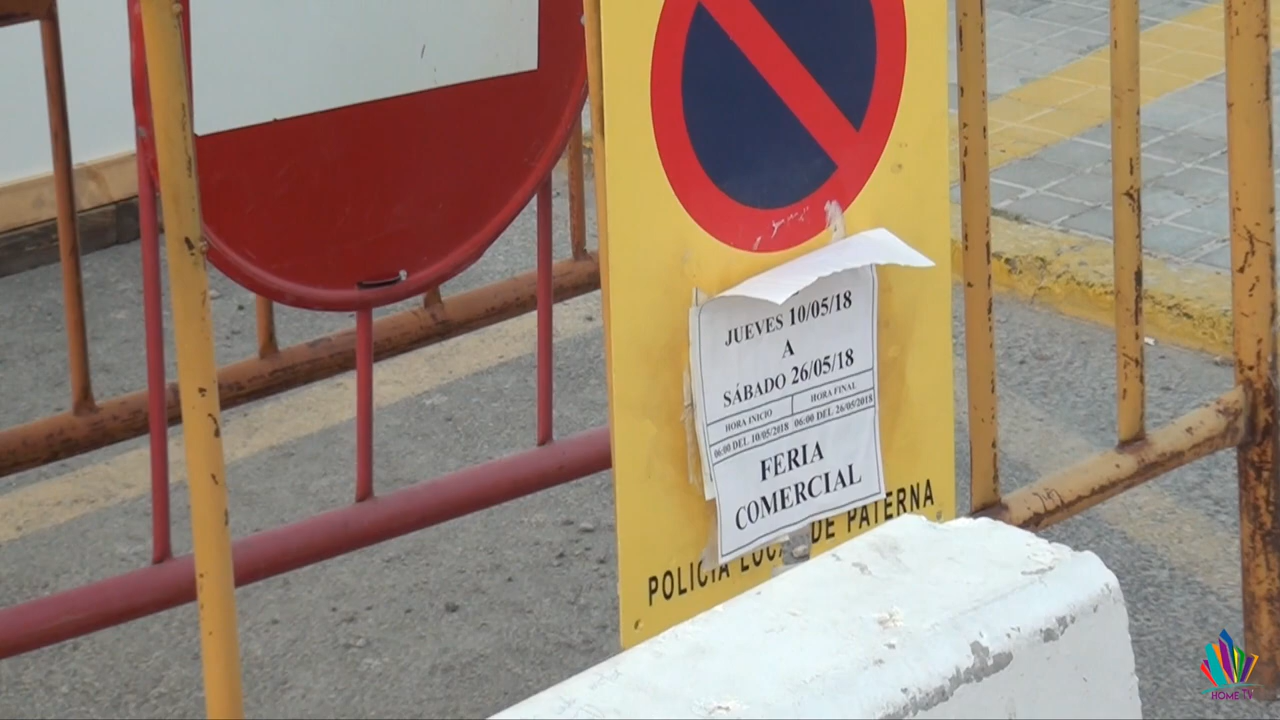 JUEVES 10/05/18
A
SÁBADO 26/05/18
HORA INICIO HORA FINAL
06:00 DEL 10/05/2018 06:00 DEL 26/05/2018
FERIA
COMERCIAL
POLICIA LOCAL DE PATERNA
HOME TV